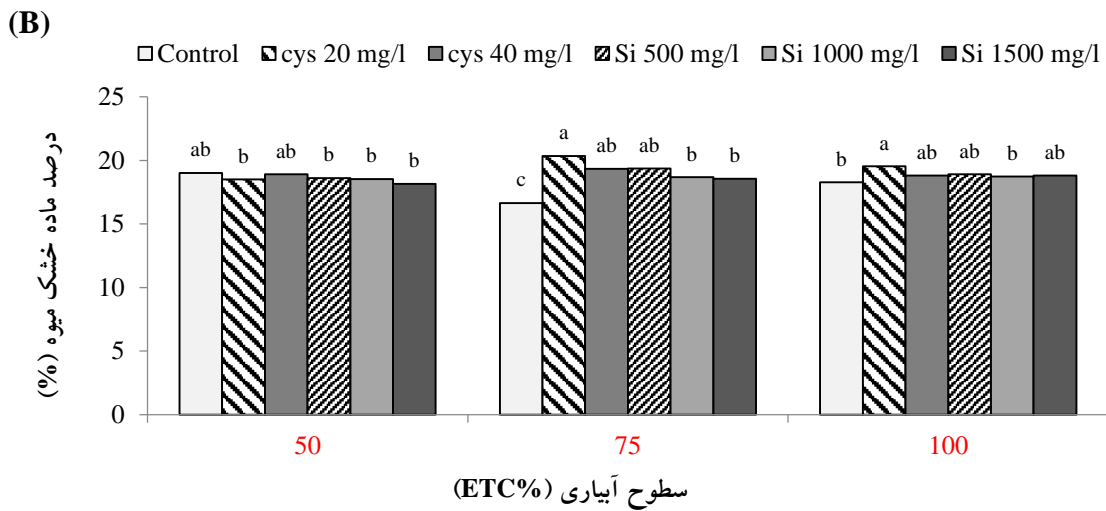 (B)
Control cys 20 mg/l cys 40 mg/l Si 500 mg/l Si 1000 mg/l Si 1500 mg/l
درصد ماده خشک میوه (%)
25
20
15
10
5
0
ab b ab b b b
c a ab ab b b
b a ab ab b ab
50 75 100
سطوح آبیاری (ETC%)